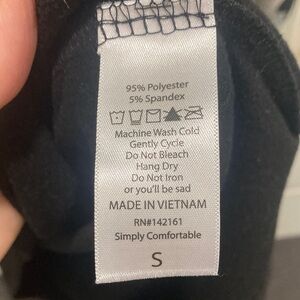 95% Polyester
5% Spandex
Machine Wash Cold
Gently Cycle
Do Not Bleach
Hang Dry
Do Not Iron
or you'll be sad
MADE IN VIETNAM
RN#142161
Simply Comfortable
S